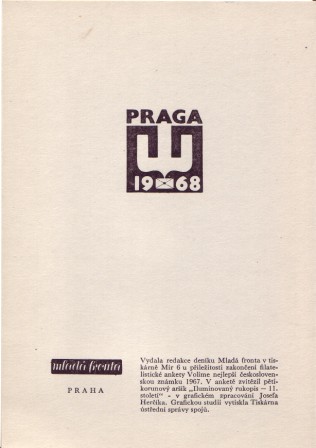 PRAGA
1968
mladá fronta
PRAHA
Vydala redakce deníku Mladá fronta v tis-
kárně Mír 6 u příležitosti zakončení filate-
listické ankety Volíme nejlepší českosloven-
skou známku 1967. V anketě zvítězil pěti-
korunový aršík „Iluminovaný rukopis — 11.
století" - v grafickém zpracování Josefa
Herčíka. Grafickou studii vytiskla Tiskárna
ústřední správy spojů.